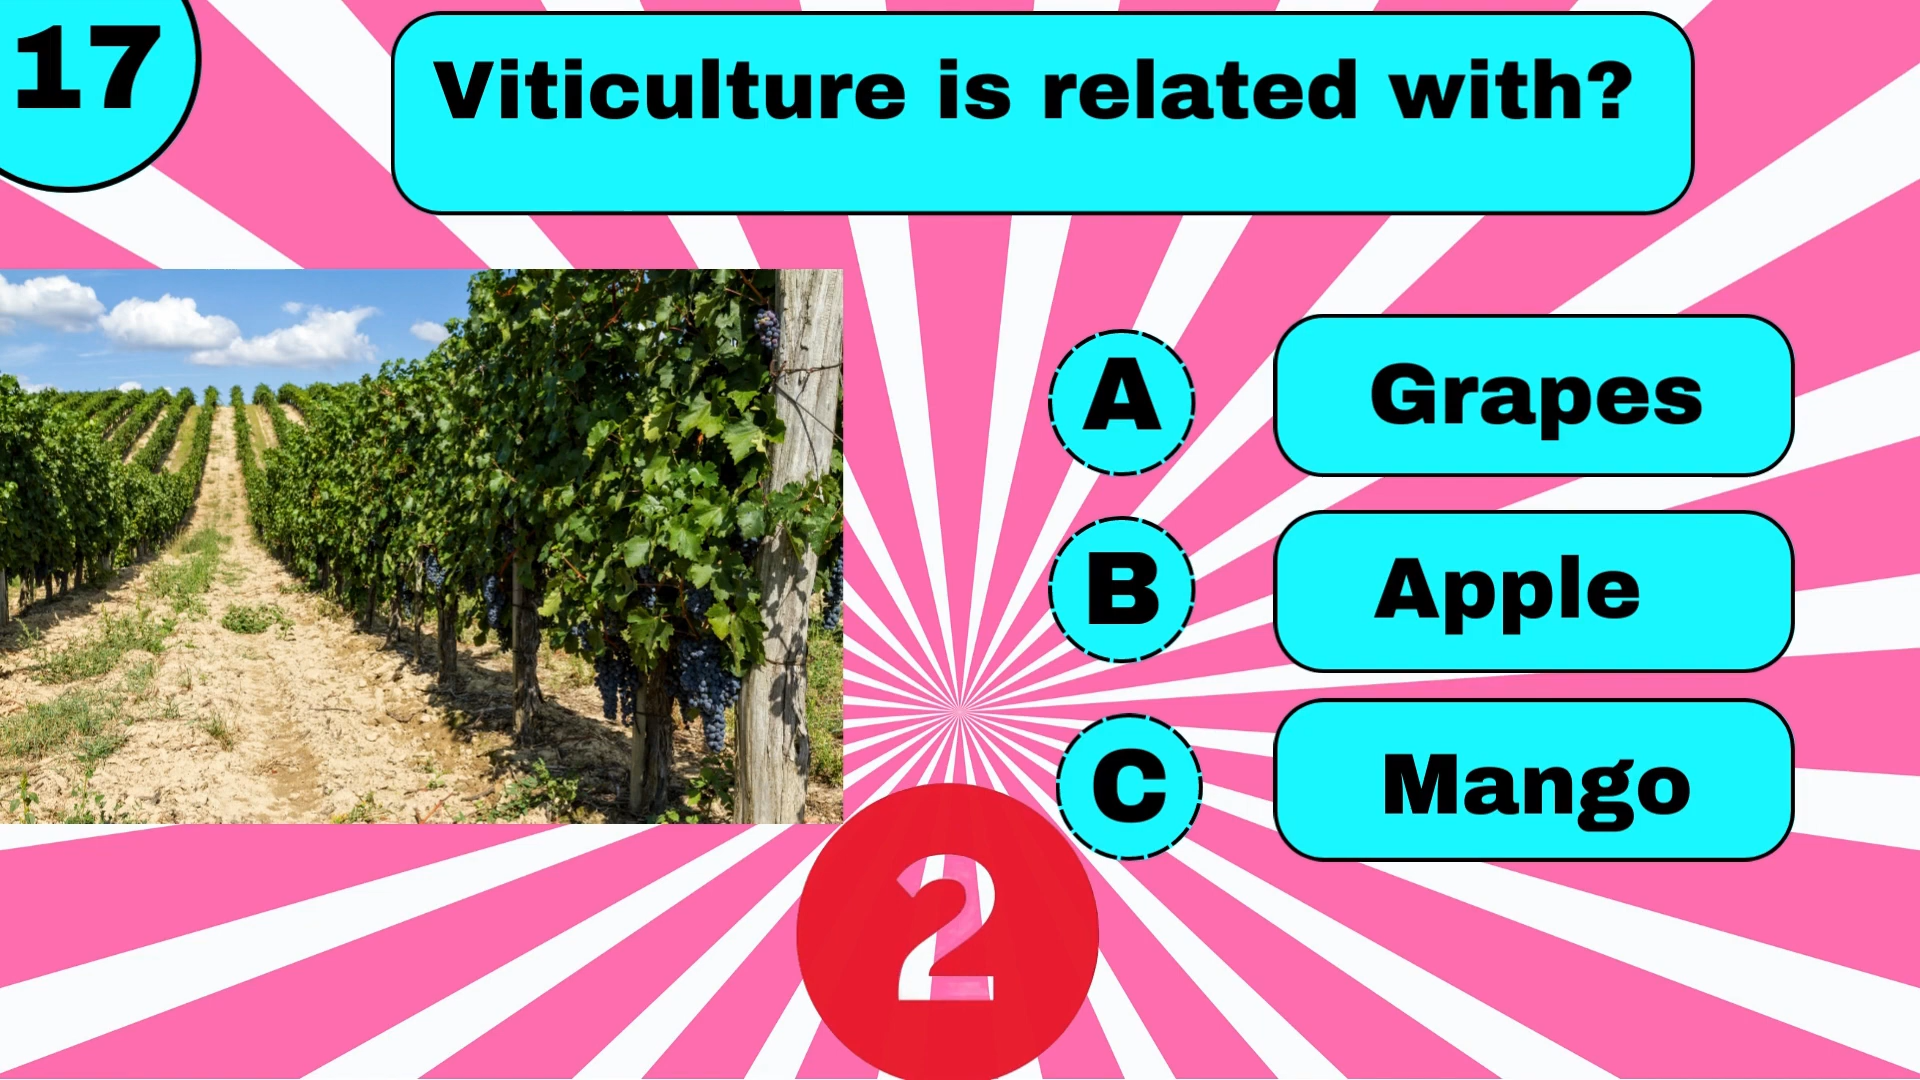 17
Viticulture is related with?
A
Grapes
B
Apple
C
Mango
2